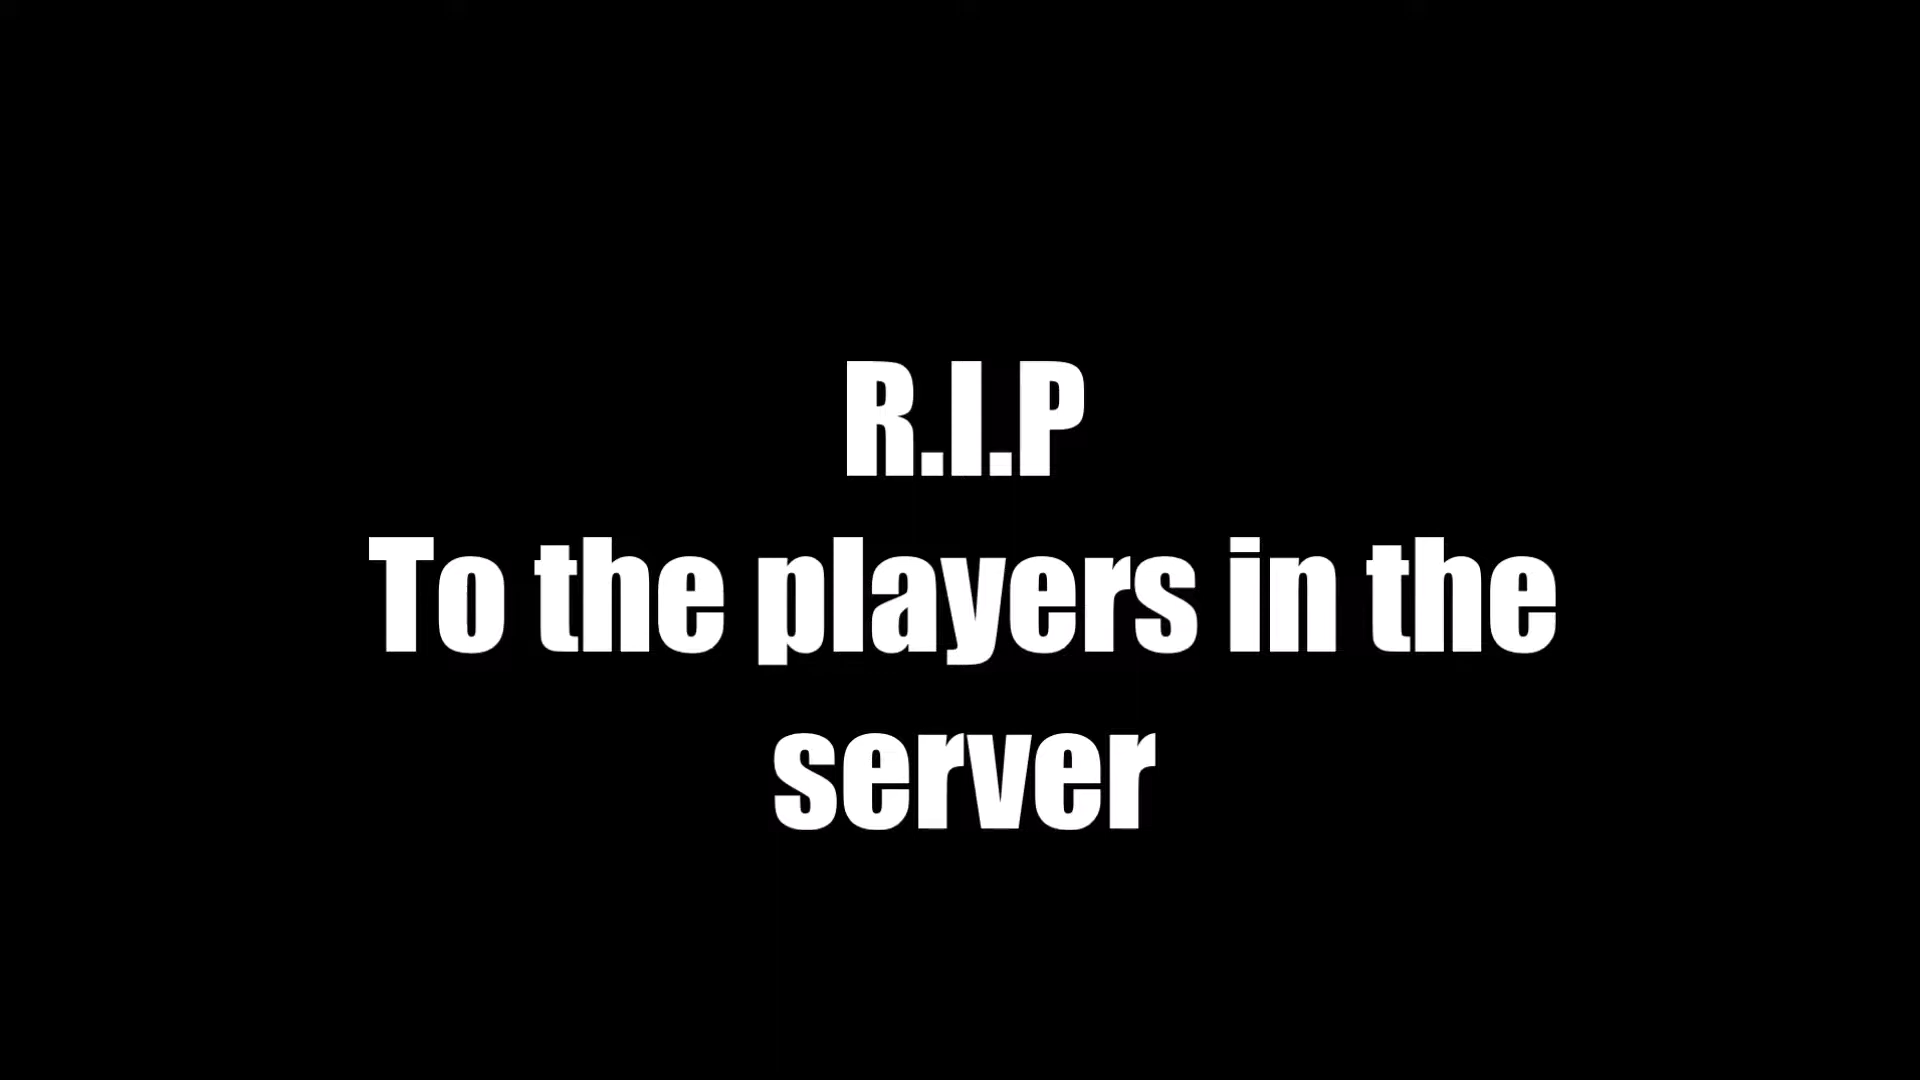 R.I.P
To the players in the
server